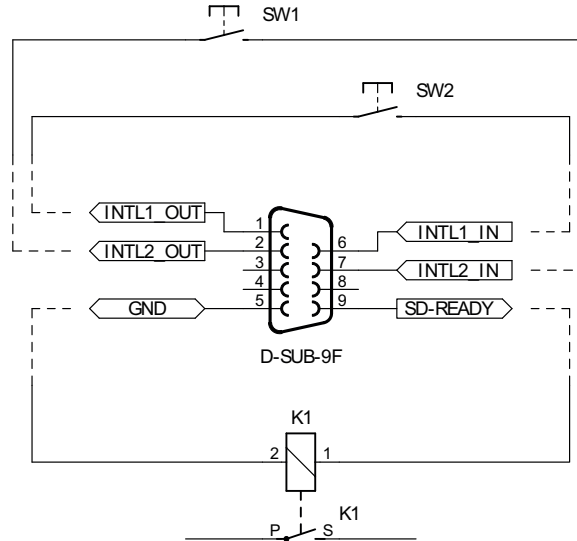 SW1
SW2
INTL1_OUT
1
INTL2_OUT
2
6
INTL1_IN
3
7
INTL2_IN
4
8
GND
5
9
SD-READY
D-SUB-9F
K1
2
1
K1
P
S